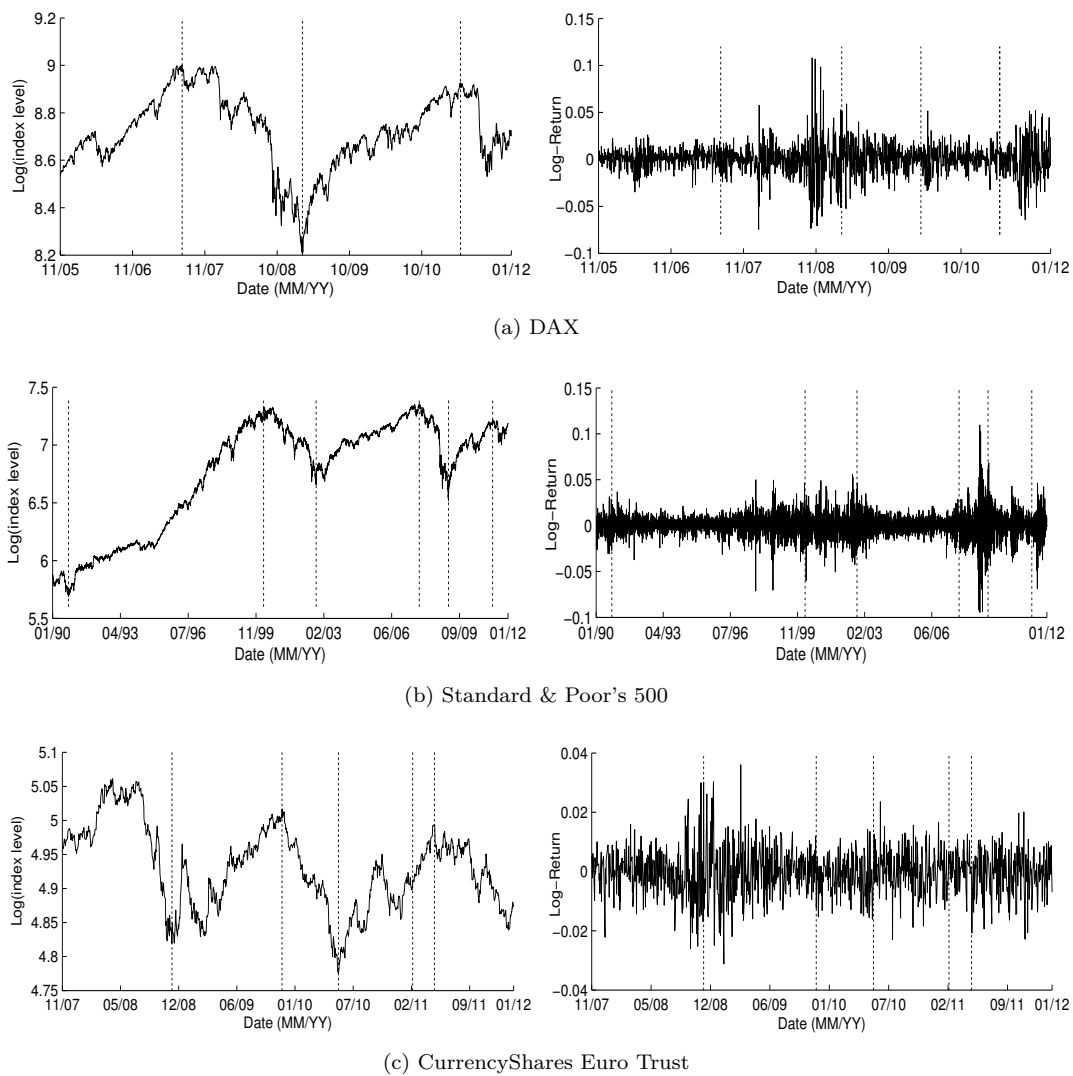 9.2
9
8.8
8.6
8.4
8.2
Log(index level)
11/05 11/06 11/07 10/08 10/09 10/10 01/12
Date (MM/YY)
0.15
0.1
0.05
0
−0.05
−0.1
Log−Return
11/05 11/06 11/07 11/08 10/09 10/10 01/12
Date (MM/YY)
(a) DAX
7.5
7
6.5
6
5.5
Log(index level)
01/90 04/93 07/96 11/99 02/03 06/06 09/09 01/12
Date (MM/YY)
0.15
0.1
0.05
0
−0.05
−0.1
Log−Return
01/90 04/93 07/96 11/99 02/03 06/06 01/12
Date (MM/YY)
(b) Standard & Poor's 500
5.1
5.05
5
4.95
4.9
4.85
4.8
4.75
Log(index level)
11/07 05/08 12/08 06/09 01/10 07/10 02/11 09/11 01/12
Date (MM/YY)
0.04
0.02
0
−0.02
−0.04
Log−Return
11/07 05/08 12/08 06/09 01/10 07/10 02/11 09/11 01/12
Date (MM/YY)
(c) CurrencyShares Euro Trust